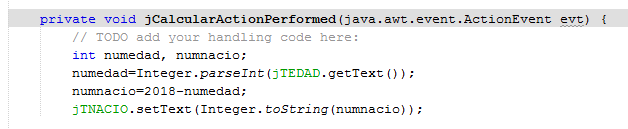 private void jCalcularActionPerformed(java.awt.event.ActionEvent evt) {
// TODO add your handling code here:
int numedad, numnacio;
numedad=Integer.parseInt(jTEDAD.getText());
numnacio=2018-numedad;
jTNACIO.setText(Integer.toString(numnacio));